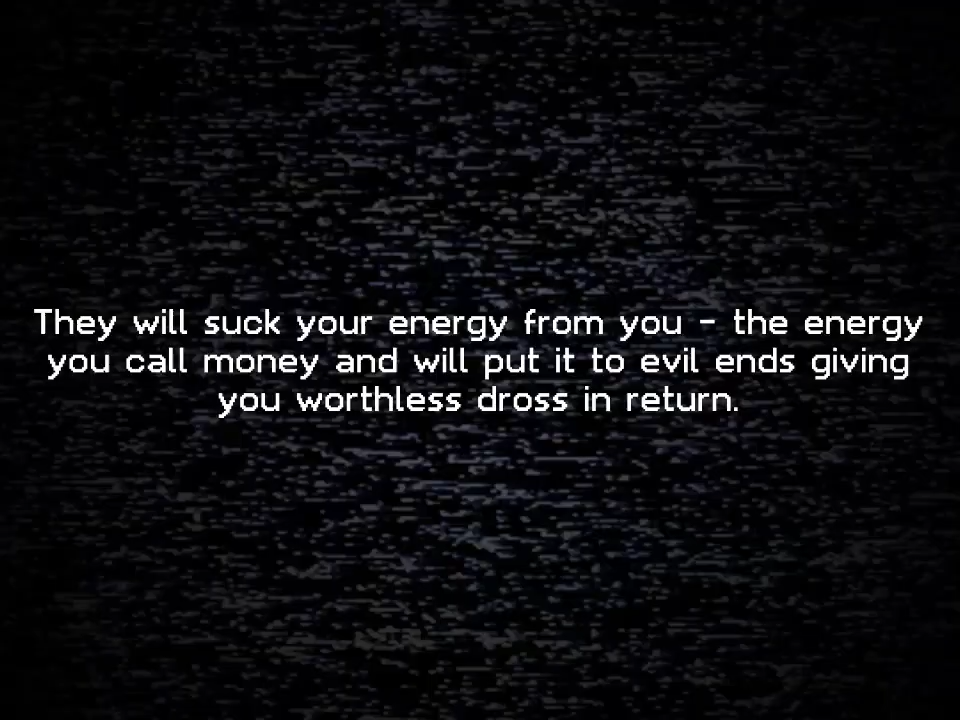 They will suck your energy from you - the energy
you call money and will put it to evil ends giving
you worthless dross in return.